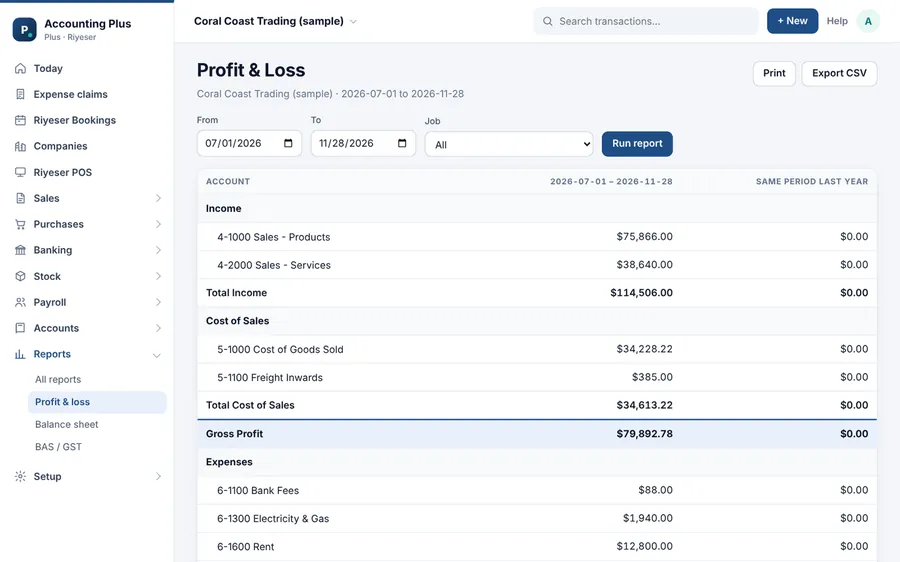 Accounting Plus
Plus · Riyeser
Coral Coast Trading (sample)
Search transactions...
+ New
Help
A
P
Today
Expense claims
Riyeser Bookings
Companies
Riyeser POS
Sales
Purchases
Banking
Stock
Payroll
Accounts
Reports
All reports
Profit & loss
Balance sheet
BAS / GST
Setup
Profit & Loss
Coral Coast Trading (sample) · 2026-07-01 to 2026-11-28
Print
Export CSV
From
To
Job
07/01/2026
11/28/2026
All
Run report
ACCOUNT 2026-07-01 – 2026-11-28 SAME PERIOD LAST YEAR
Income
4-1000 Sales - Products $75,866.00 $0.00
4-2000 Sales - Services $38,640.00 $0.00
Total Income $114,506.00 $0.00
Cost of Sales
5-1000 Cost of Goods Sold $34,228.22 $0.00
5-1100 Freight Inwards $385.00 $0.00
Total Cost of Sales $34,613.22 $0.00
Gross Profit $79,892.78 $0.00
Expenses
6-1100 Bank Fees $88.00 $0.00
6-1300 Electricity & Gas $1,940.00 $0.00
6-1600 Rent $12,800.00 $0.00